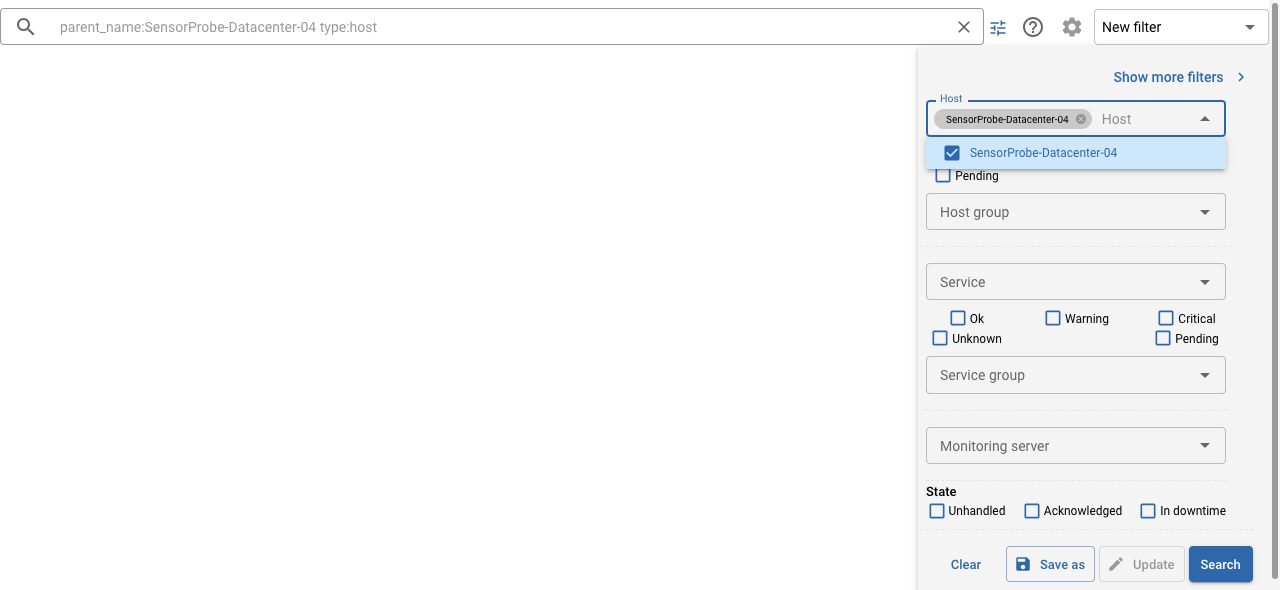 parent_name:SensorProbe-Datacenter-04 type:host
New filter
Show more filters
Host
SensorProbe-Datacenter-04 Host
SensorProbe-Datacenter-04
Pending
Host group
Service
Ok Warning Critical
Unknown Pending
Service group
Monitoring server
State
Unhandled Acknowledged In downtime
Clear Save as Update Search